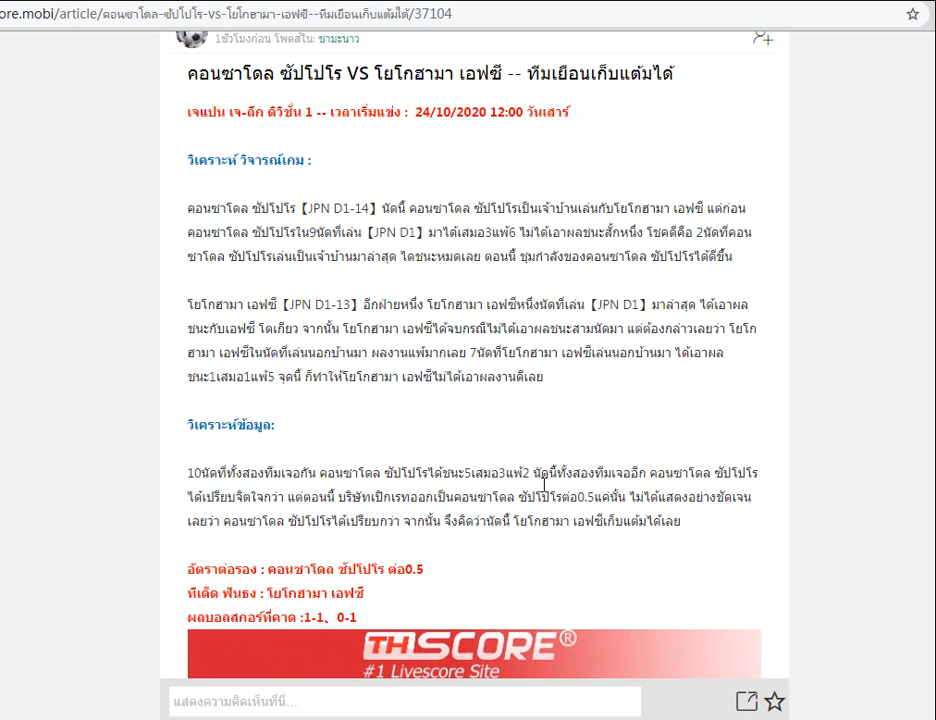 ore.mobi/article/คอนซาโดล-ซัปโปโร-vs-โยโกฮามา-เอฟซี--ทีมเยือนเก็บแต้มได้/37104
1ชั่วโมงก่อน โพสต์ใน: ชามะนาว
คอนซาโดล ซัปโปโร VS โยโกฮามา เอฟซี -- ทีมเยือนเก็บแต้มได้
เจแปน เจ-ลีก ดิวิชั่น 1 -- เวลาเริ่มแข่ง : 24/10/2020 12:00 วันเสาร์
วิเคราะห์ วิจารณ์เกม :
คอนซาโดล ซัปโปโร【JPN D1-14】นัดนี้ คอนซาโดล ซัปโปโรเป็นเจ้าบ้านเล่นกับโยโกฮามา เอฟซี แต่ก่อน
คอนซาโดล ซัปโปโรใน9นัดที่เล่น【JPN D1】มาได้เสมอ3แพ้6 ไม่ได้เอาผลชนะสั้กหนึ่ง โชคดีคือ 2นัดที่คอน
ซาโดล ซัปโปโรเล่นเป็นเจ้าบ้านมาล่าสุด ไดชนะหมดเลย ตอนนี้ ขุมกำลังของคอนซาโดล ซัปโปโรได้ดีขึ้น
โยโกฮามา เอฟซี【JPN D1-13】อีกฝ่ายหนึ่ง โยโกฮามา เอฟซีหนึ่งนัดที่เล่น【JPN D1】มาล่าสุด ได้เอาผล
ชนะกับเอฟซี โตเกียว จากนั้น โยโกฮามา เอฟซีได้จบกรณีไม่ได้เอาผลชนะสามนัดมา แต่ต้องกล่าวเลยว่า โยโก
ฮามา เอฟซีในนัดที่เล่นนอกบ้านมา ผลงานแพ้มากเลย 7นัดที่โยโกฮามา เอฟซีเล่นนอกบ้านมา ได้เอาผล
ชนะ1เสมอ1แพ้5 จุดนี้ ก็ทำให้โยโกฮามา เอฟซีไม่ได้เอาผลงานดีเลย
วิเคราะห์ข้อมูล:
10นัดที่ทั้งสองทีมเจอกัน คอนซาโดล ซัปโปโรได้ชนะ5เสมอ3แพ้2 นัดนี้ทั้งสองทีมเจออีก คอนซาโดล ซัปโปโร
ได้เปรียบจิตใจกว่า แต่ตอนนี้ บริษัทเปิกเรทออกเป็นคอนซาโดล ซัปโปโรต่อ0.5แค่นั้น ไม่ได้แสดงอย่างชัดเจน
เลยว่า คอนซาโดล ซัปโปโรได้เปรียบกว่า จากนั้น จึงคิดว่านัดนี้ โยโกฮามา เอฟซีเก็บแต้มได้เลย
อัตราต่อรอง : คอนซาโดล ซัปโปโร ต่อ0.5
ทีเด็ด ฟันธง : โยโกฮามา เอฟซี
ผลบอลสกอร์ที่คาด :1-1、0-1
THSCORE®
#1 Livescore Site
แสดงความคิดเห็นที่นี่...